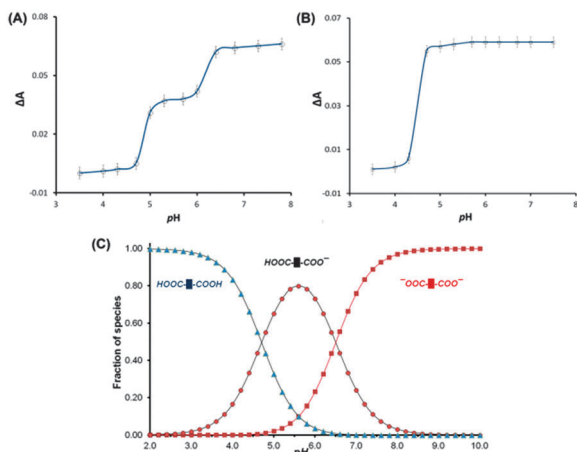 (A)
0.08
0.05
0.02
-0.01
ΔA
3 4 5 6 7 8
pH
(B)
0.07
0.05
0.03
0.01
-0.01
ΔA
3 4 5 6 7 8
pH
(C)
1.00
0.80
0.60
0.40
0.20
0.00
Fraction of species
HOOC-■-COOH
HOOC-■-COO⁻
⁻OOC-■-COO⁻
2.0 3.0 4.0 5.0 6.0 7.0 8.0 9.0 10.0
pH